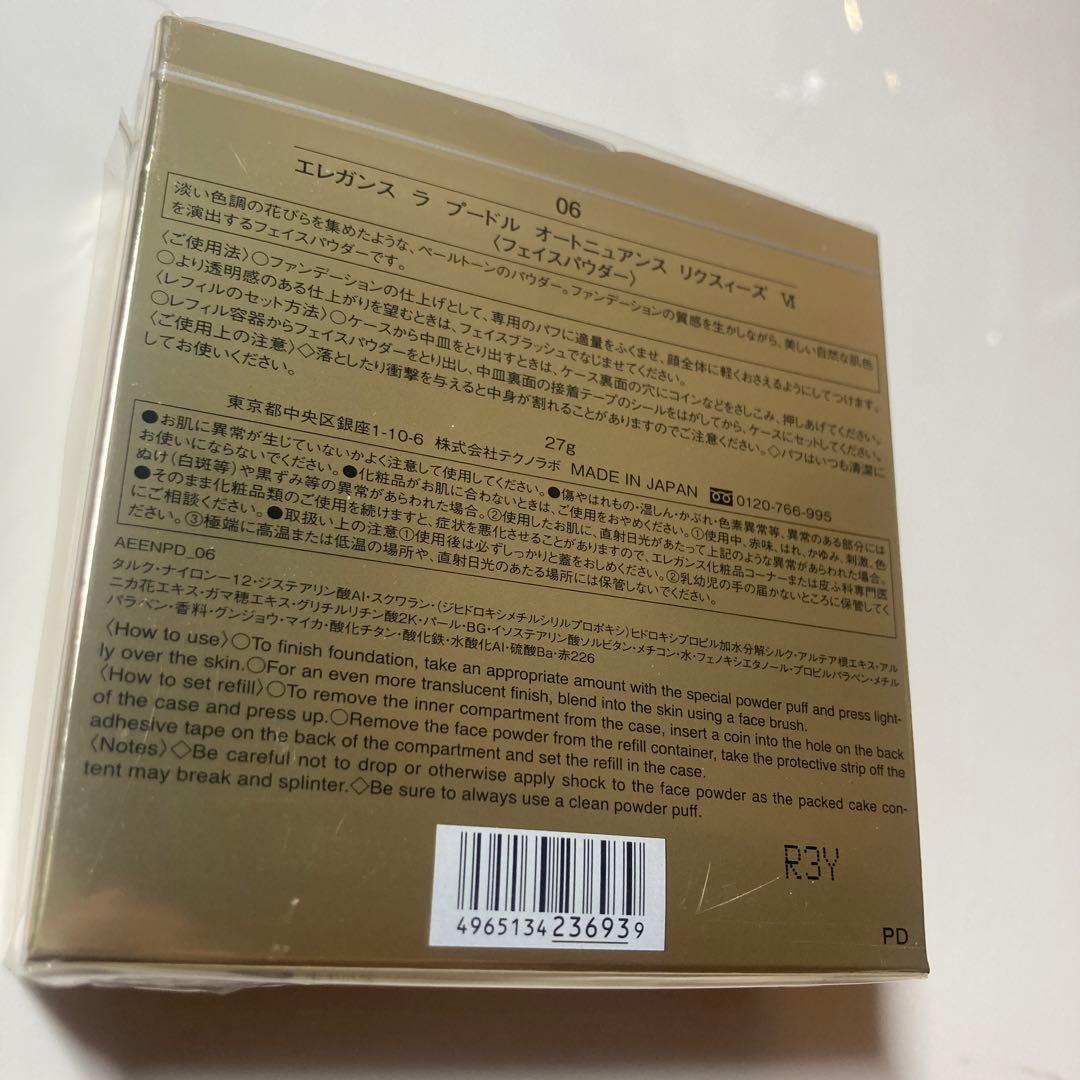 06
エレガンス ラ プードル オートニュアンス リクスィーズ Ⅵ
〈フェイスパウダー〉
淡い色調の花びらを集めたような、ペールトーンのパウダー。ファンデーションの質感を生かしながら、美しい自然な肌色
を演出するフェイスパウダーです。
〈ご使用法〉○ファンデーションの仕上げとして、専用のパフに適量をふくませ、顔全体に軽くおさえるようにしてつけます。
○より透明感のある仕上がりを望むときは、フェイスブラッシュでなじませてください。
〈レフィルのセット方法〉○ケースから中皿をとり出すときは、ケース裏面の穴にコインなどをさしこみ、押しあげてください。
○レフィル容器からフェイスパウダーをとり出し、中皿裏面の接着テープのシールをはがしてから、ケースにセットしてください。
〈ご使用上の注意〉◇落としたり衝撃を与えると中身が割れることがありますのでご注意ください。◇パフはいつも清潔に
してお使いください。
27g
東京都中央区銀座1-10-6 株式会社テクノラボ MADE IN JAPAN 0120-766-995
●お肌に異常が生じていないかよく注意して使用してください。●傷やはれもの・湿しん・かぶれ・色素異常等、異常のある部分には
お使いにならないでください。●化粧品がお肌に合わないときは、ご使用をおやめください。①使用中、赤味、はれ、かゆみ、刺激、色
ぬけ(白斑等)や黒ずみ等の異常があらわれた場合。②使用したお肌に、直射日光があたって上記のような異常があらわれた場合。
●そのまま化粧品類のご使用を続けますと、症状を悪化させることがありますので、エレガンス化粧品コーナーまたは皮ふ科専門医
にご相談ください。●取扱い上の注意①使用後は必ずしっかりと蓋をおしめください。②乳幼児の手の届かないところに保管してく
ださい。③極端に高温または低温の場所や、直射日光のあたる場所には保管しないでください。
AEENPD_06
タルク・ナイロン-12・ジステアリン酸Al・スクワラン・(ジヒドロキシメチルシリルプロポキシ)ヒドロキシプロピル加水分解シルク・アルテア根エキス・アル
ニカ花エキス・ガマ穂エキス・グリチルリチン酸2K・パール・BG・イソステアリン酸ソルビタン・メチコン・水・フェノキシエタノール・プロピルパラベン・メチル
パラベン・香料・グンジョウ・マイカ・酸化チタン・酸化鉄・水酸化Al・硫酸Ba・赤226
〈How to use〉○To finish foundation, take an appropriate amount with the special powder puff and press light-
ly over the skin.○For an even more translucent finish, blend into the skin using a face brush.
〈How to set refill〉○To remove the inner compartment from the case, insert a coin into the hole on the back
of the case and press up.○Remove the face powder from the refill container, take the protective strip off the
adhesive tape on the back of the compartment and set the refill in the case.
〈Notes〉◇Be careful not to drop or otherwise apply shock to the face powder as the packed cake con-
tent may break and splinter.◇Be sure to always use a clean powder puff.
4965134236939
R3Y
PD